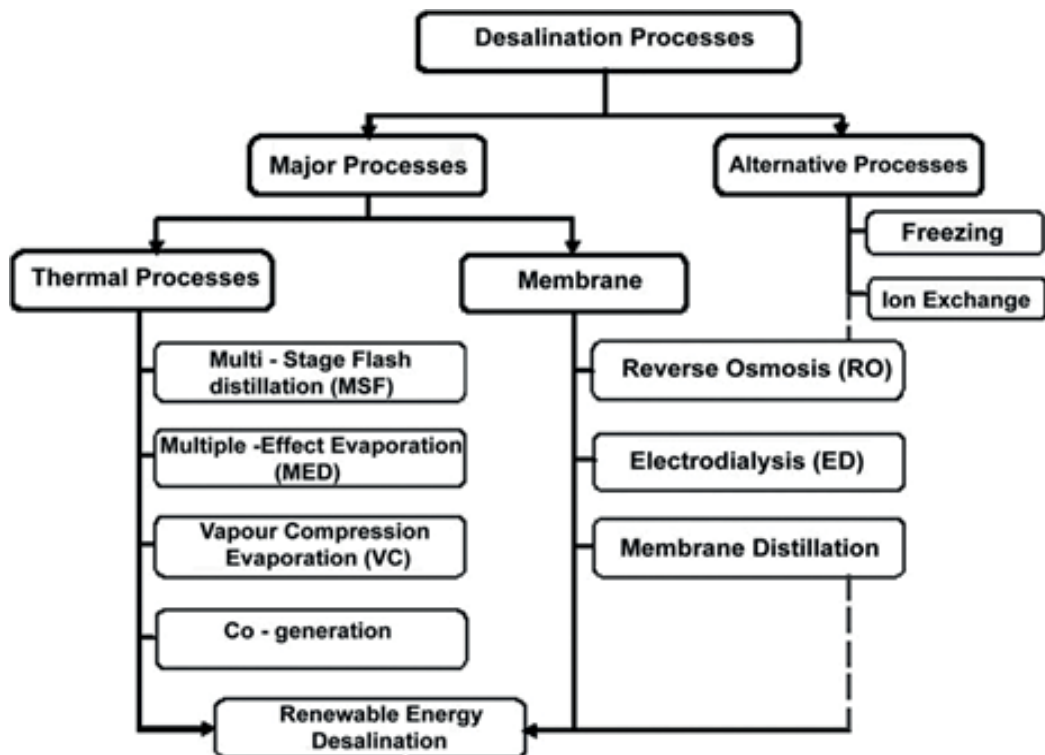 Desalination Processes
Major Processes
Alternative Processes
Freezing
Ion Exchange
Thermal Processes
Membrane
Multi - Stage Flash
distillation (MSF)
Multiple -Effect Evaporation
(MED)
Vapour Compression
Evaporation (VC)
Co - generation
Reverse Osmosis (RO)
Electrodialysis (ED)
Membrane Distillation
Renewable Energy
Desalination